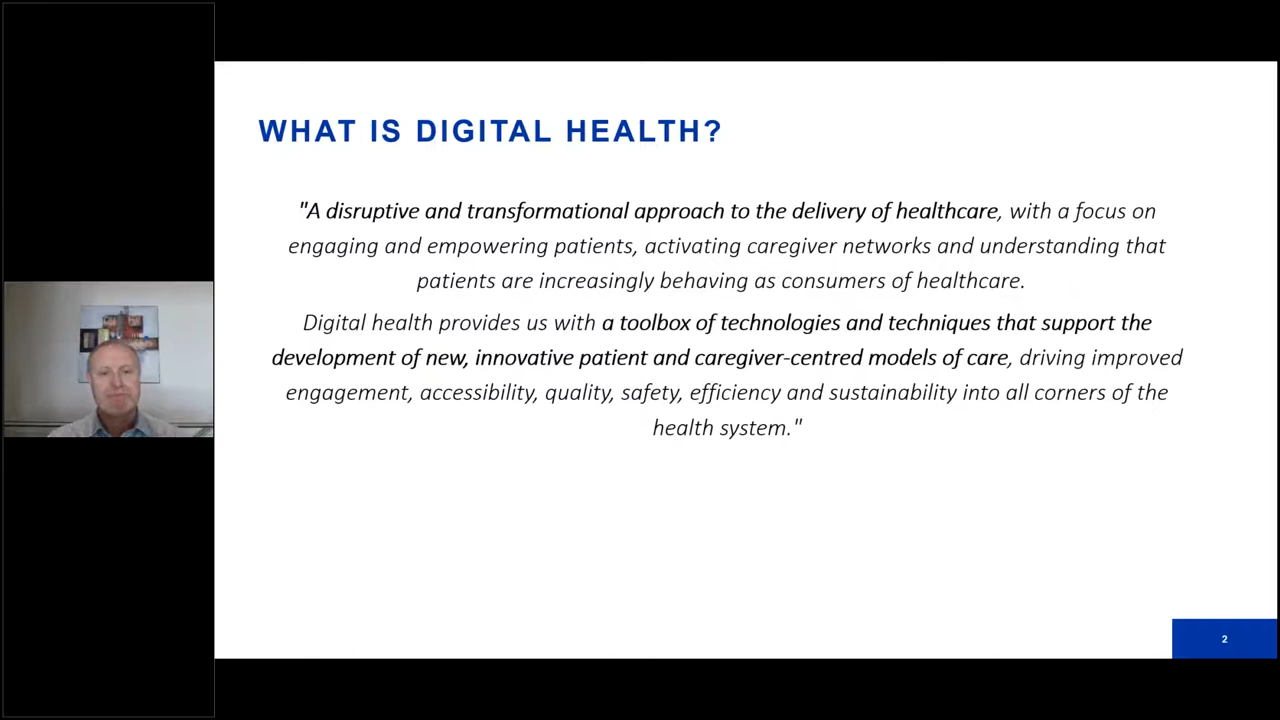 WHAT IS DIGITAL HEALTH?
"A disruptive and transformational approach to the delivery of healthcare, with a focus on
engaging and empowering patients, activating caregiver networks and understanding that
patients are increasingly behaving as consumers of healthcare.
Digital health provides us with a toolbox of technologies and techniques that support the
development of new, innovative patient and caregiver-centred models of care, driving improved
engagement, accessibility, quality, safety, efficiency and sustainability into all corners of the
health system."
2